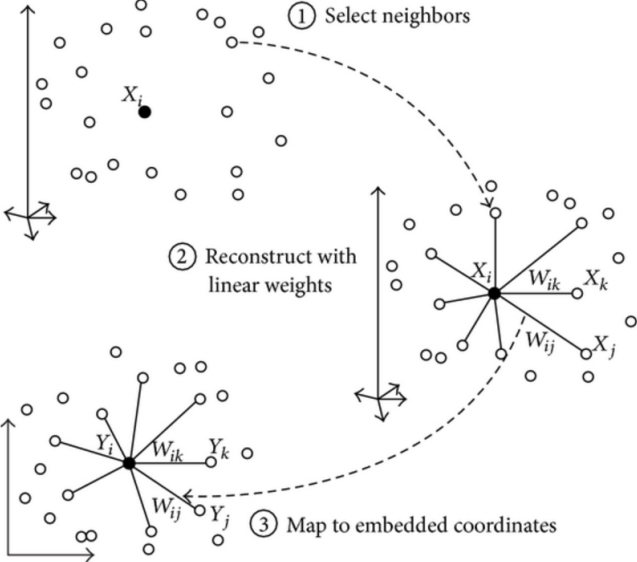 ① Select neighbors
X_i
② Reconstruct with
linear weights
X_i
W_ik
X_k
W_ij
X_j
Y_i
W_ik
Y_k
W_ij
Y_j
③ Map to embedded coordinates